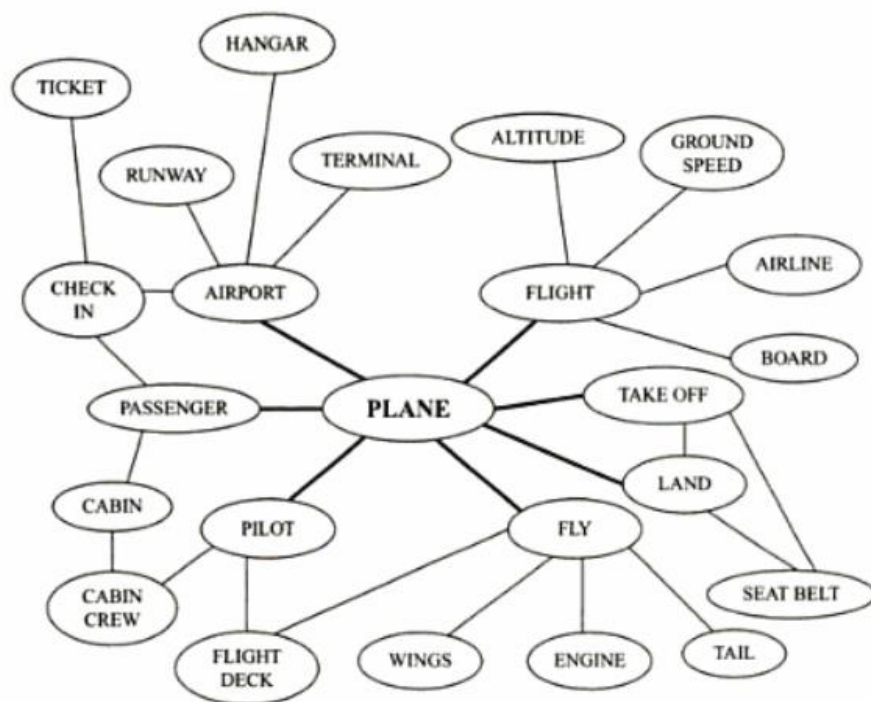 HANGAR
TICKET
ALTITUDE
GROUND
SPEED
RUNWAY
TERMINAL
AIRLINE
CHECK
IN
AIRPORT
FLIGHT
BOARD
PASSENGER
PLANE
TAKE OFF
LAND
CABIN
PILOT
FLY
CABIN
CREW
SEAT BELT
FLIGHT
DECK
WINGS
ENGINE
TAIL